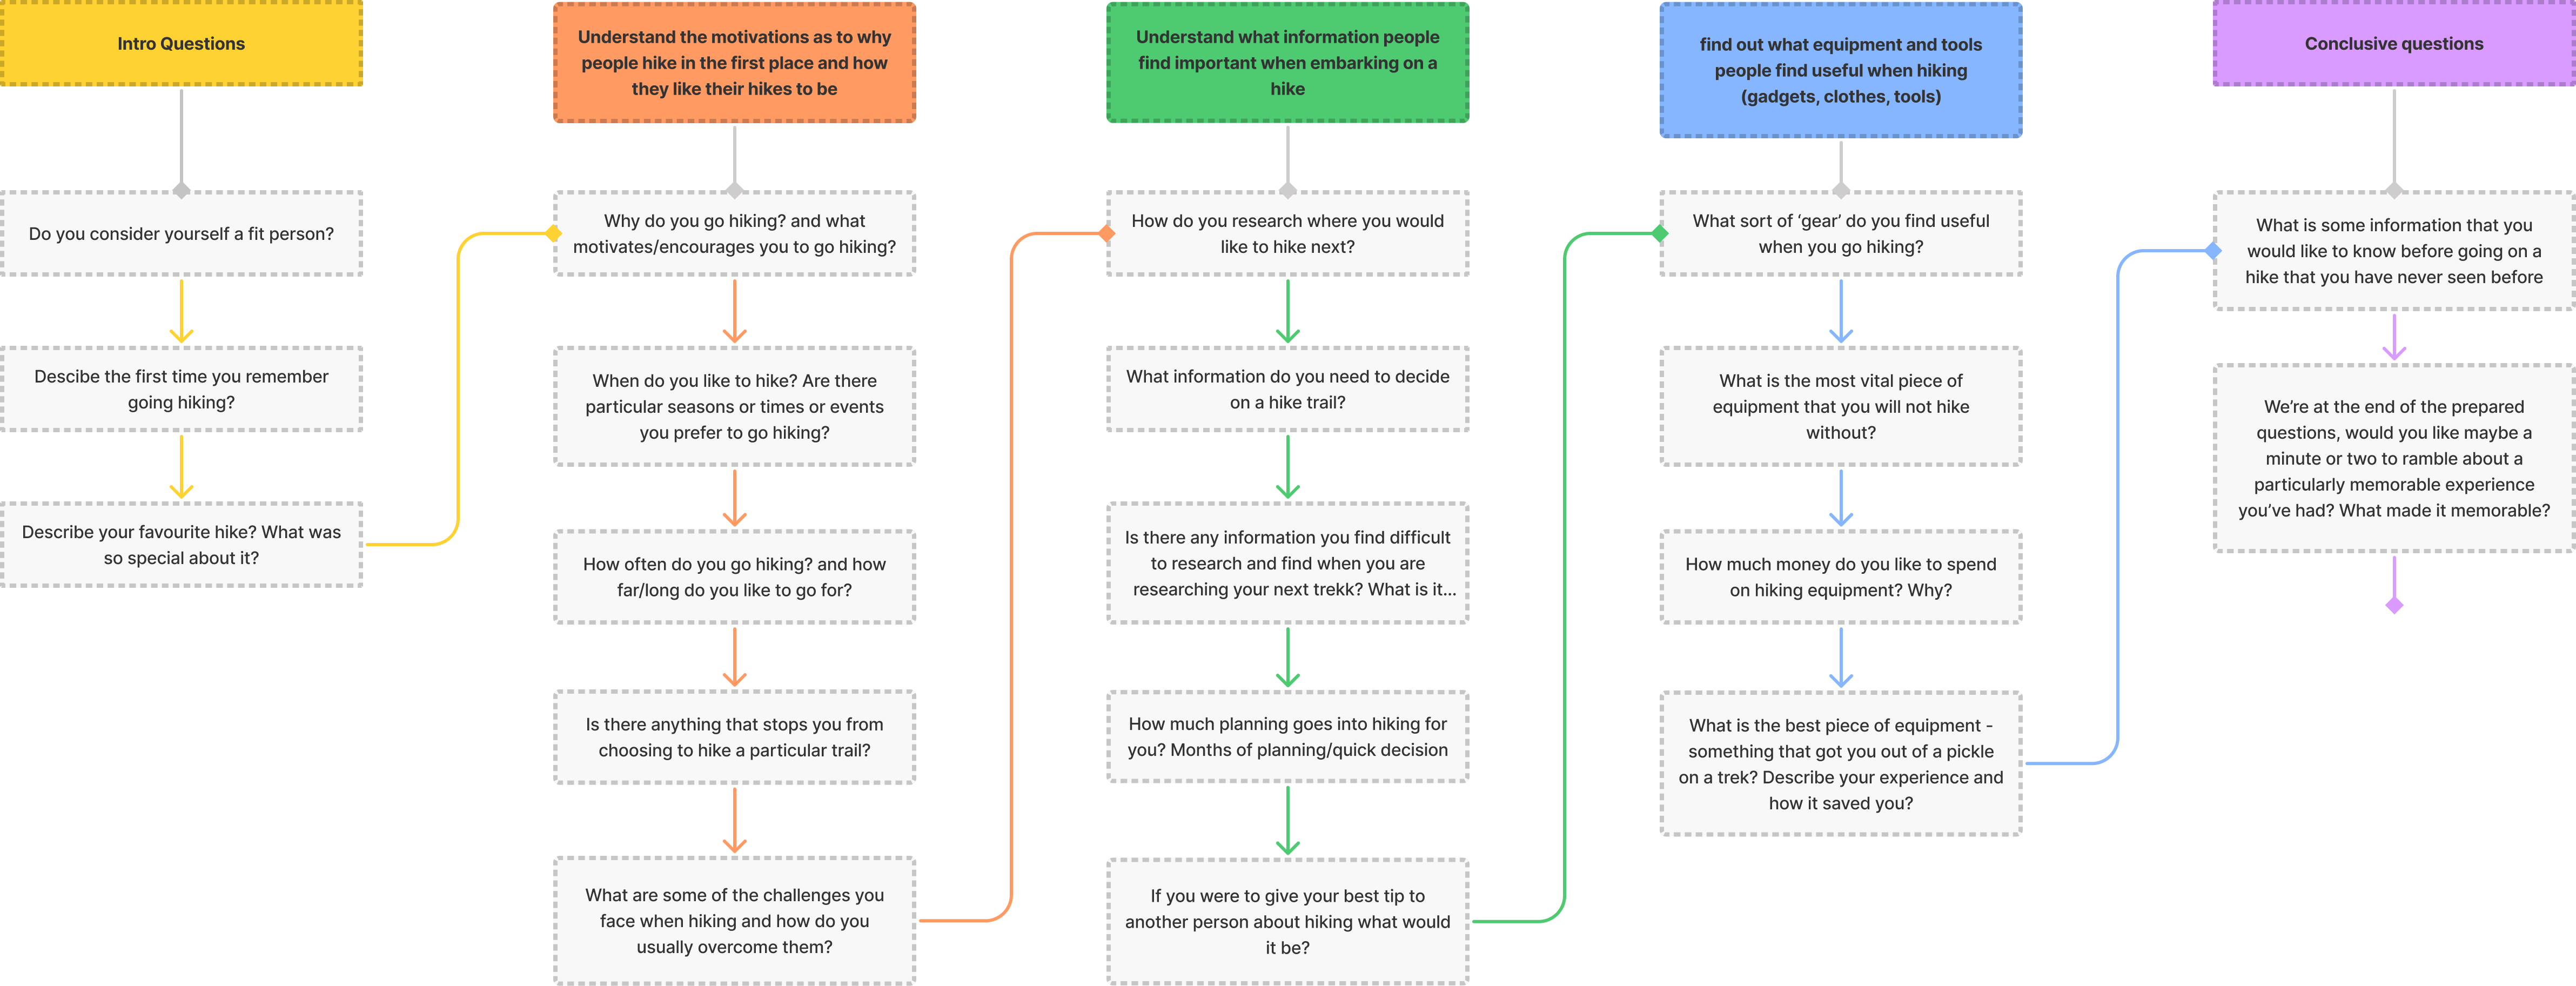 Intro Questions
Do you consider yourself a fit person?
Descibe the first time you remember
going hiking?
Describe your favourite hike? What was
so special about it?
Understand the motivations as to why
people hike in the first place and how
they like their hikes to be
Why do you go hiking? and what
motivates/encourages you to go hiking?
When do you like to hike? Are there
particular seasons or times or events
you prefer to go hiking?
How often do you go hiking? and how
far/long do you like to go for?
Is there anything that stops you from
choosing to hike a particular trail?
What are some of the challenges you
face when hiking and how do you
usually overcome them?
Understand what information people
find important when embarking on a
hike
How do you research where you would
like to hike next?
What information do you need to decide
on a hike trail?
Is there any information you find difficult
to research and find when you are
researching your next trekk? What is it...
How much planning goes into hiking for
you? Months of planning/quick decision
If you were to give your best tip to
another person about hiking what would
it be?
find out what equipment and tools
people find useful when hiking
(gadgets, clothes, tools)
What sort of ‘gear’ do you find useful
when you go hiking?
What is the most vital piece of
equipment that you will not hike
without?
How much money do you like to spend
on hiking equipment? Why?
What is the best piece of equipment -
something that got you out of a pickle
on a trek? Describe your experience and
how it saved you?
Conclusive questions
What is some information that you
would like to know before going on a
hike that you have never seen before
We’re at the end of the prepared
questions, would you like maybe a
minute or two to ramble about a
particularly memorable experience
you’ve had? What made it memorable?